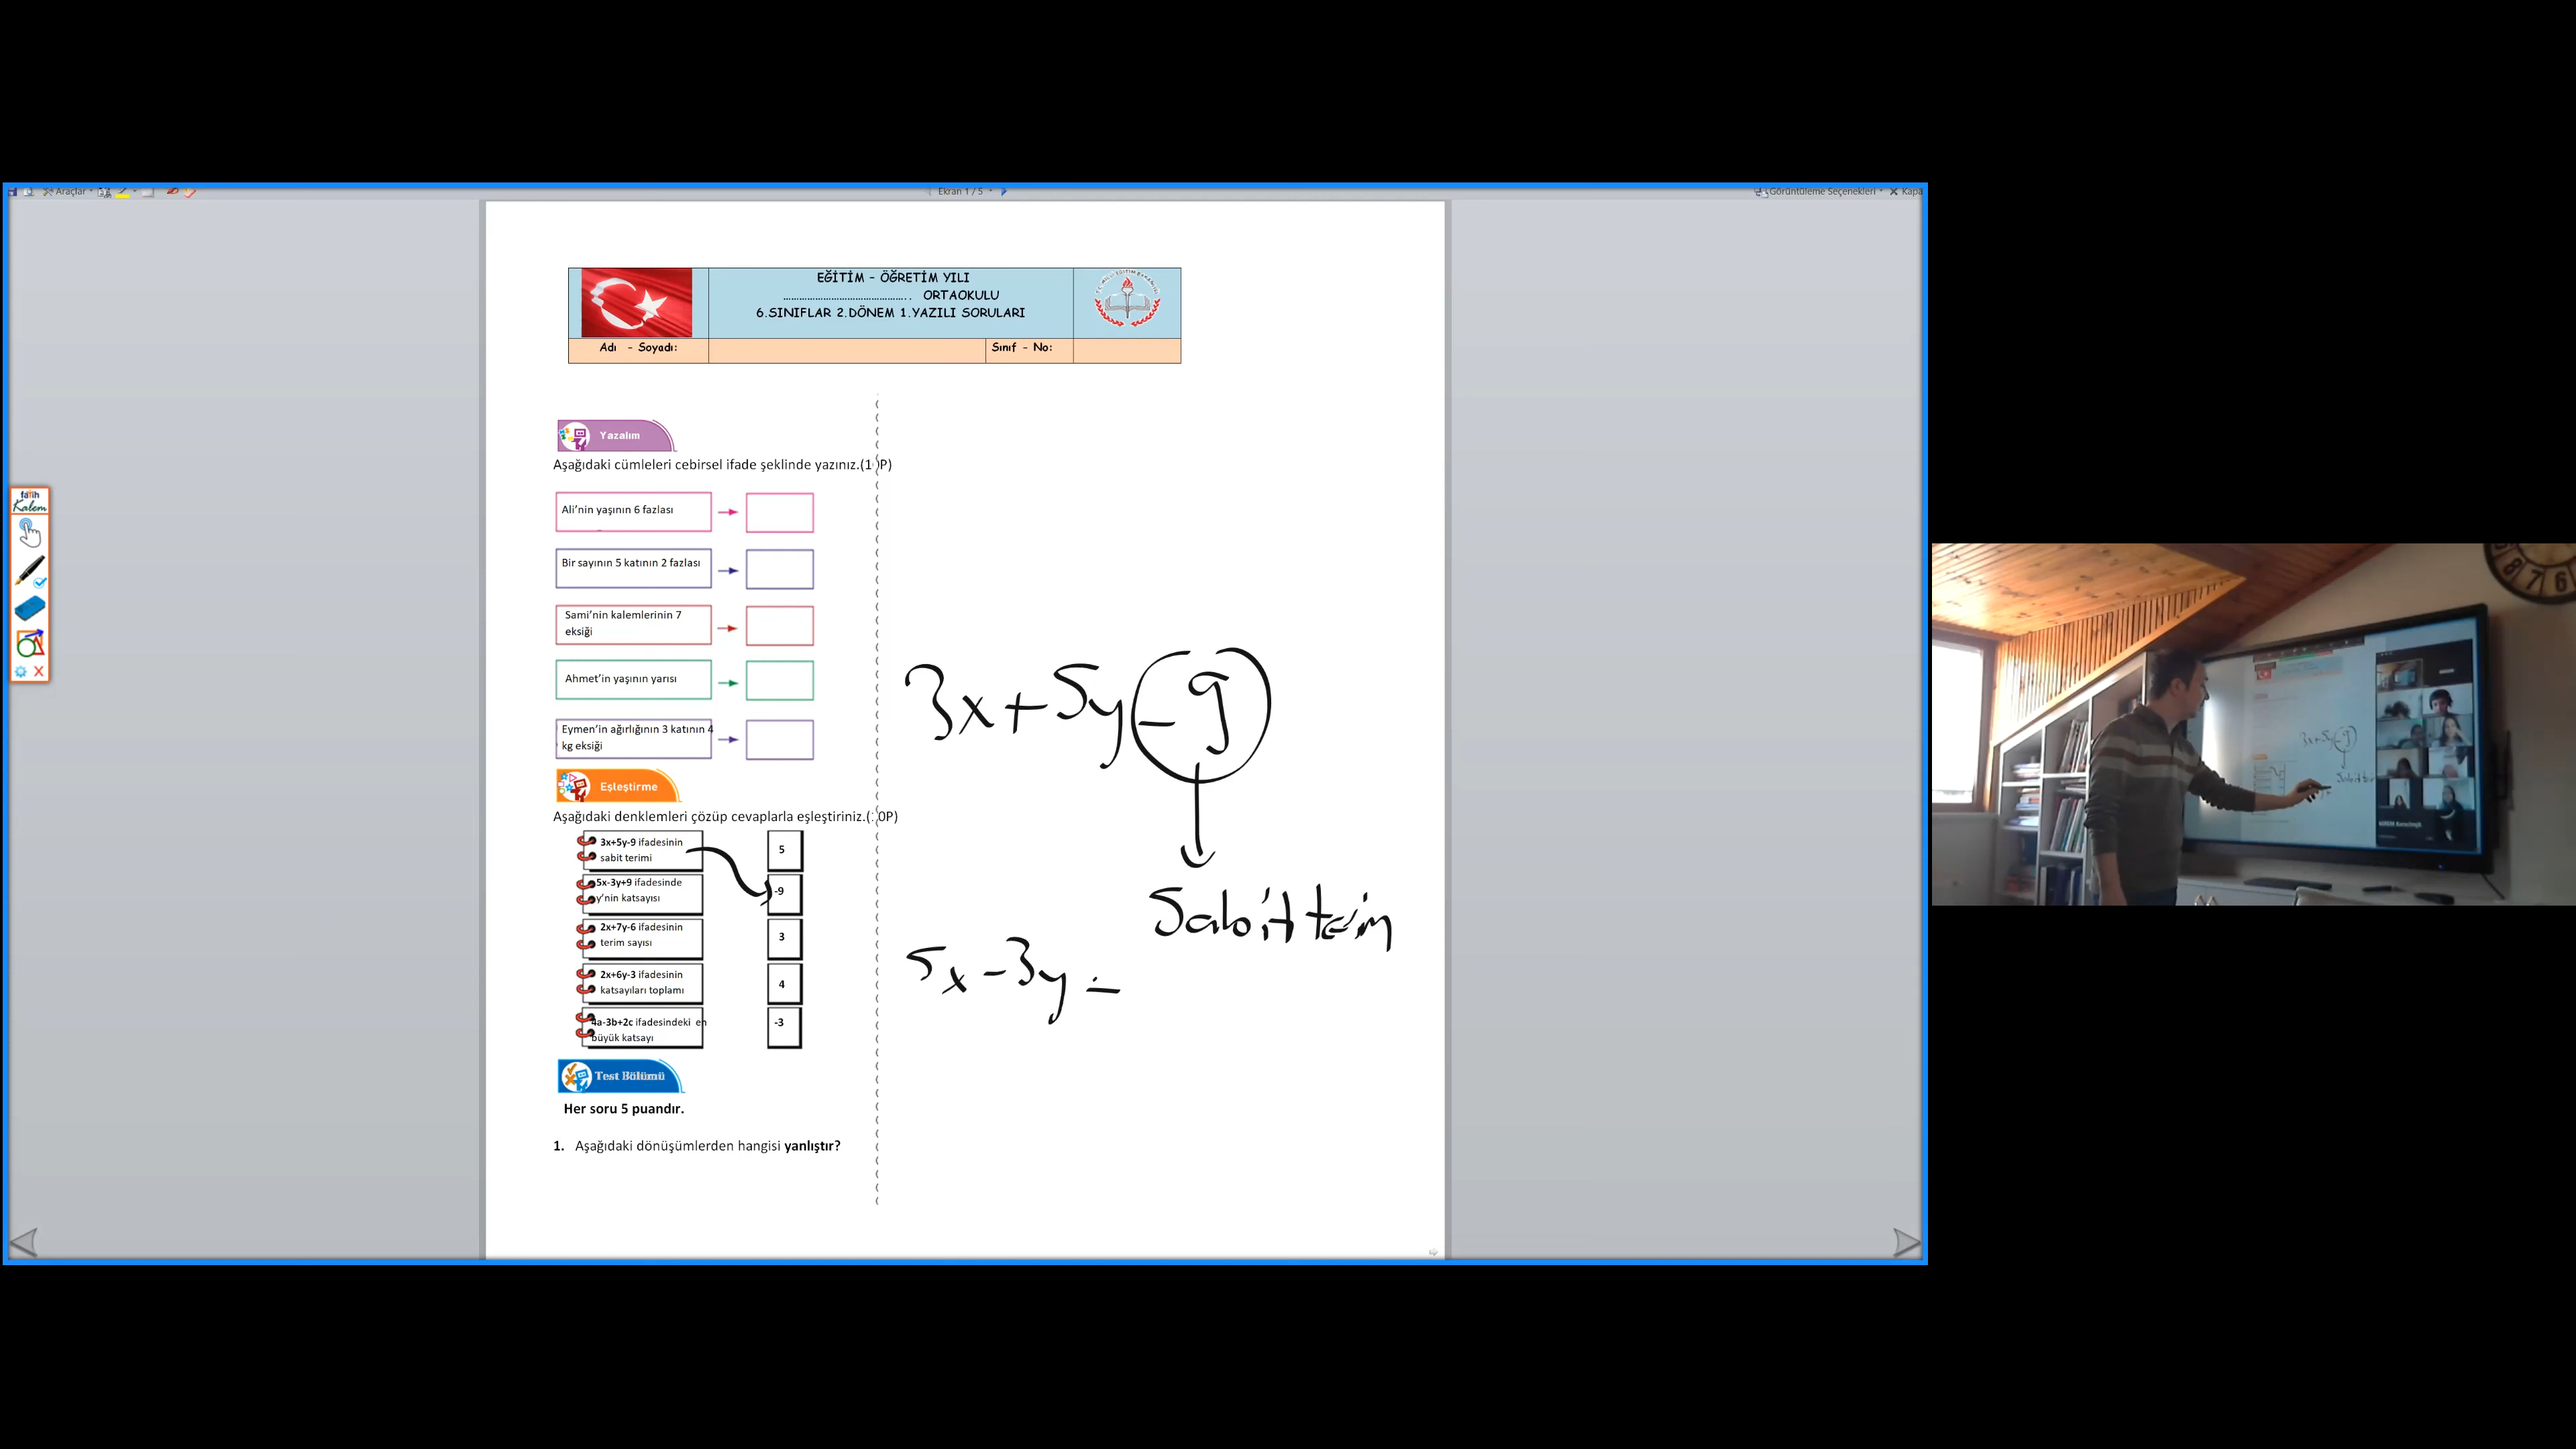 Araçlar
Ekran 1 / 5
Görüntüleme Seçenekleri
Kapa
EĞİTİM - ÖĞRETİM YILI
ORTAOKULU
6.SINIFLAR 2.DÖNEM 1.YAZILI SORULARI
Adı - Soyadı:
Sınıf - No:
fatih
Kalem
Yazalım
Aşağıdaki cümleleri cebirsel ifade şeklinde yazınız.(10P)
Ali’nin yaşının 6 fazlası
Bir sayının 5 katının 2 fazlası
Sami’nin kalemlerinin 7
eksiği
Ahmet’in yaşının yarısı
Eymen’in ağırlığının 3 katının 4
kg eksiği
Eşleştirme
Aşağıdaki denklemleri çözüp cevaplarla eşleştiriniz.(10P)
3x+5y-9 ifadesinin
sabit terimi
5
5x-3y+9 ifadesinde
y’nin katsayısı
-9
2x+7y-6 ifadesinin
terim sayısı
3
2x+6y-3 ifadesinin
katsayıları toplamı
4
4a-3b+2c ifadesindeki en
büyük katsayı
-3
Test Bölümü
Her soru 5 puandır.
1. Aşağıdaki dönüşümlerden hangisi yanlıştır?
3x+5y-9
Sabit terim
5x-3y
8 7 6